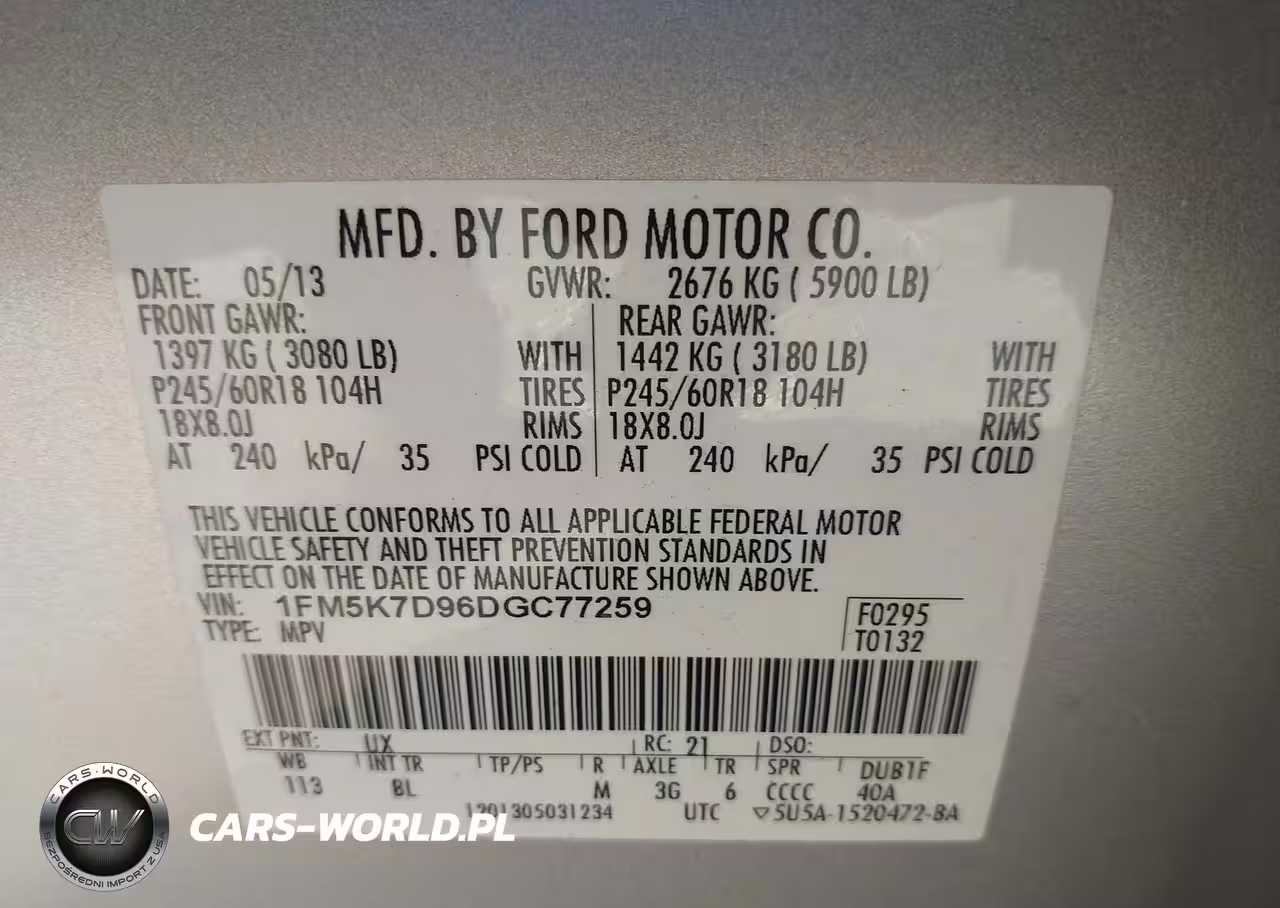 MFD. BY FORD MOTOR CO.
DATE: 05/13 GVWR: 2676 KG ( 5900 LB)
FRONT GAWR: REAR GAWR:
1397 KG ( 3080 LB) WITH 1442 KG ( 3180 LB) WITH
P245/60R18 104H TIRES P245/60R18 104H TIRES
18X8.0J RIMS 18X8.0J RIMS
AT 240 kPa/ 35 PSI COLD AT 240 kPa/ 35 PSI COLD
THIS VEHICLE CONFORMS TO ALL APPLICABLE FEDERAL MOTOR
VEHICLE SAFETY AND THEFT PREVENTION STANDARDS IN
EFFECT ON THE DATE OF MANUFACTURE SHOWN ABOVE.
VIN: 1FM5K7D96DGC77259
TYPE: MPV
F0295
T0132
EXT PNT: UX RC: 21 DSO:
WB INT TR TP/PS R AXLE TR SPR DUB1F
113 BL M 3G 6 CCCC 40A
1201305031234 UTC ▽5U5A-1520472-BA
CARS-WORLD
CW
BEZPOŚREDNI IMPORT Z USA
CARS-WORLD.PL